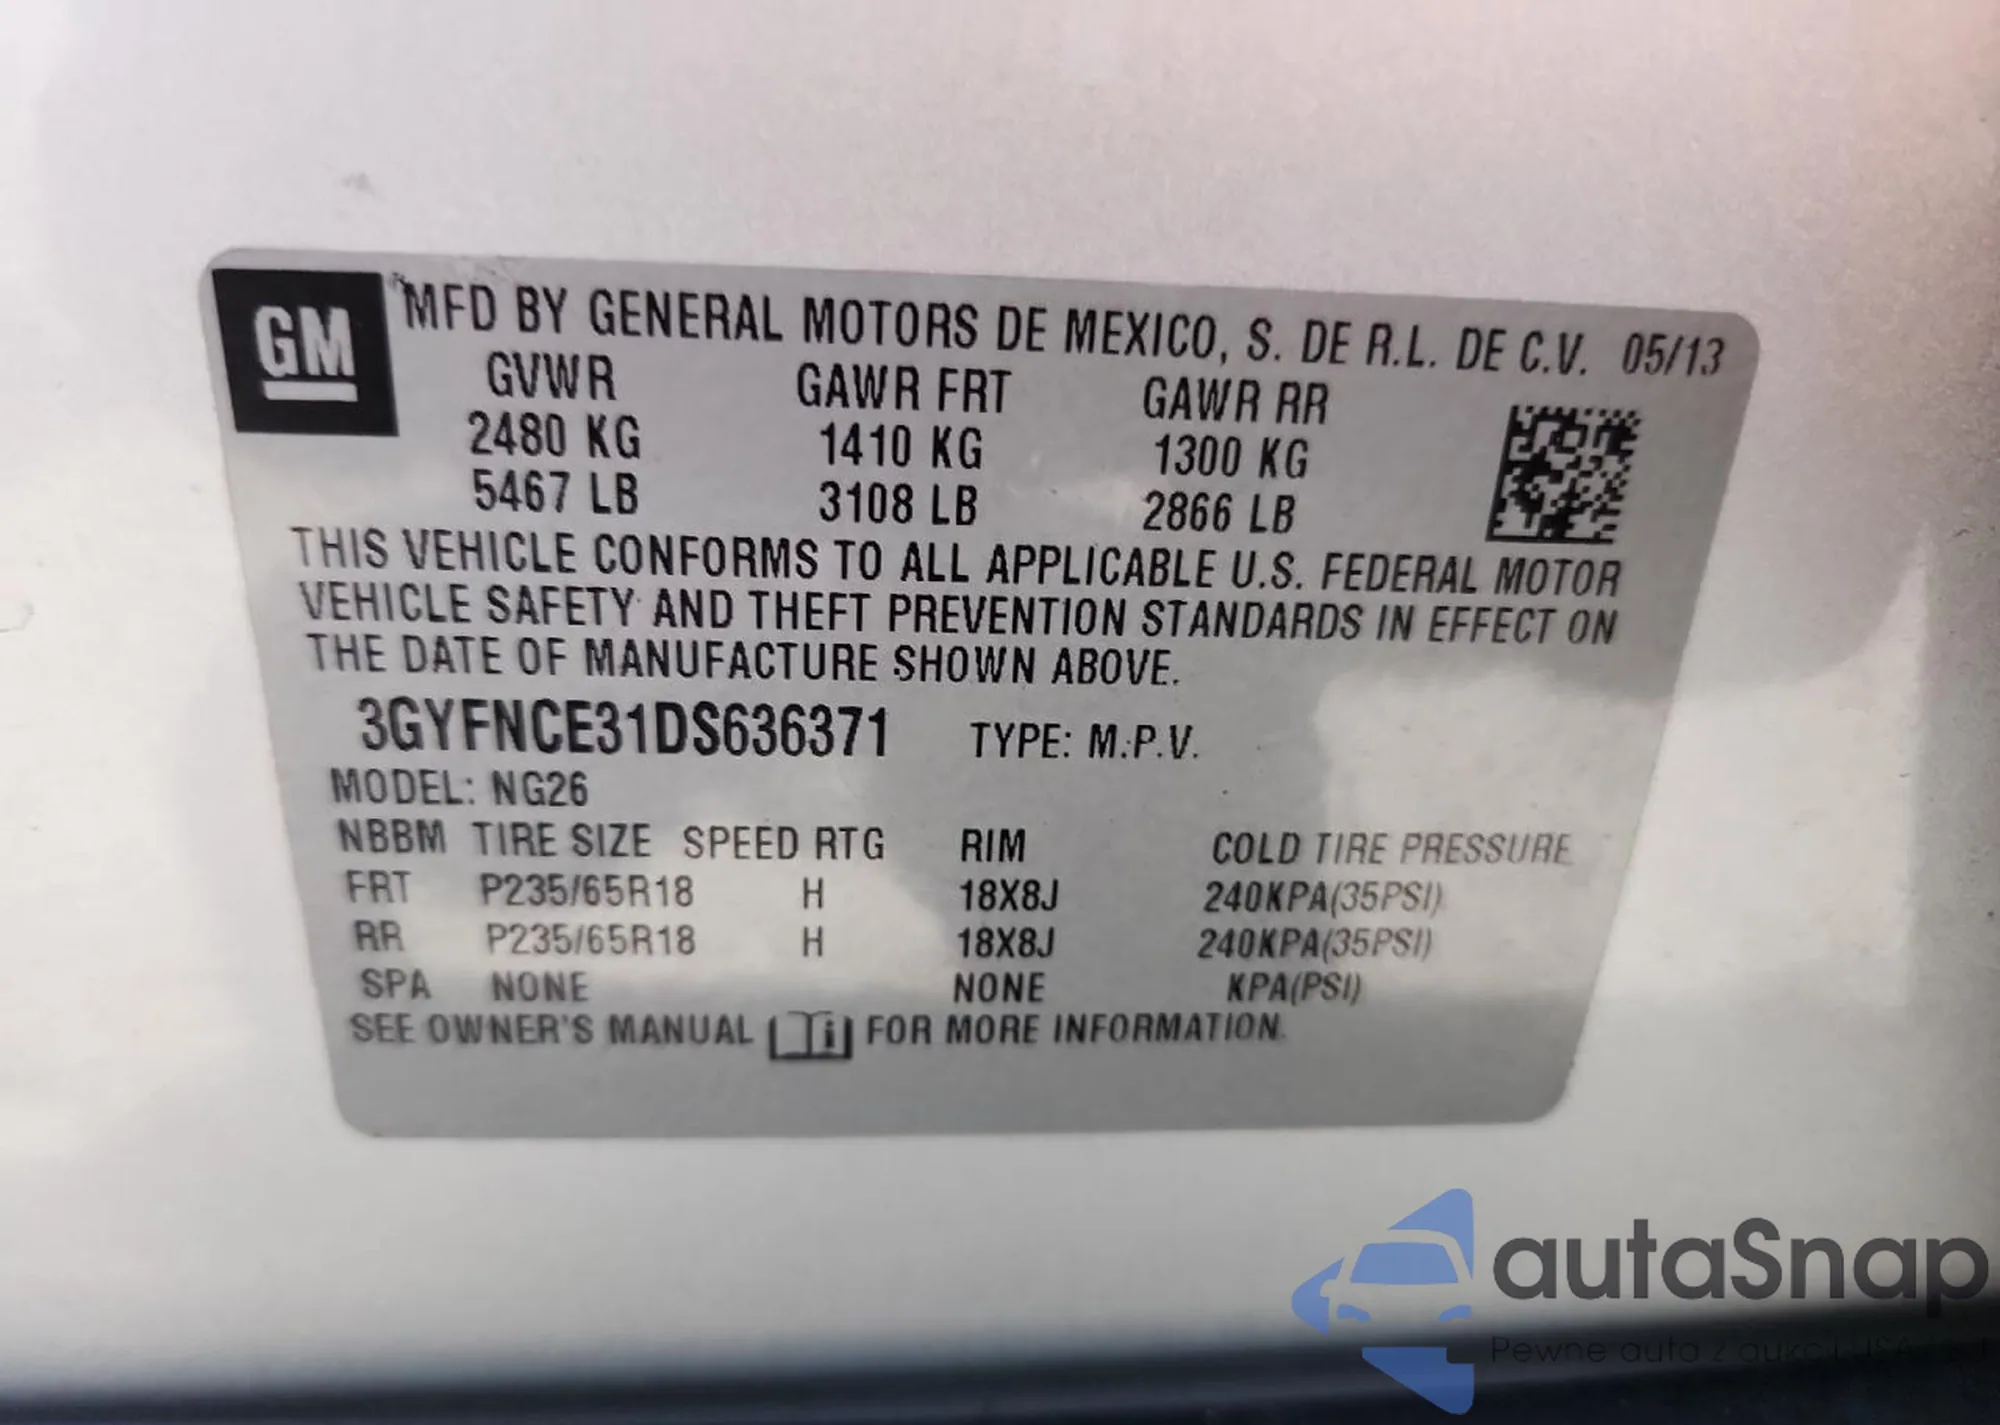 GM
MFD BY GENERAL MOTORS DE MEXICO, S. DE R.L. DE C.V. 05/13
GVWR GAWR FRT GAWR RR
2480 KG 1410 KG 1300 KG
5467 LB 3108 LB 2866 LB
THIS VEHICLE CONFORMS TO ALL APPLICABLE U.S. FEDERAL MOTOR
VEHICLE SAFETY AND THEFT PREVENTION STANDARDS IN EFFECT ON
THE DATE OF MANUFACTURE SHOWN ABOVE.
3GYFNCE31DS636371 TYPE: M.P.V.
MODEL: NG26
NBBM TIRE SIZE SPEED RTG RIM COLD TIRE PRESSURE
FRT P235/65R18 H 18X8J 240KPA(35PSI)
RR P235/65R18 H 18X8J 240KPA(35PSI)
SPA NONE NONE KPA(PSI)
SEE OWNER'S MANUAL i FOR MORE INFORMATION.
autaSnap
Pewne auta z aukcji USA